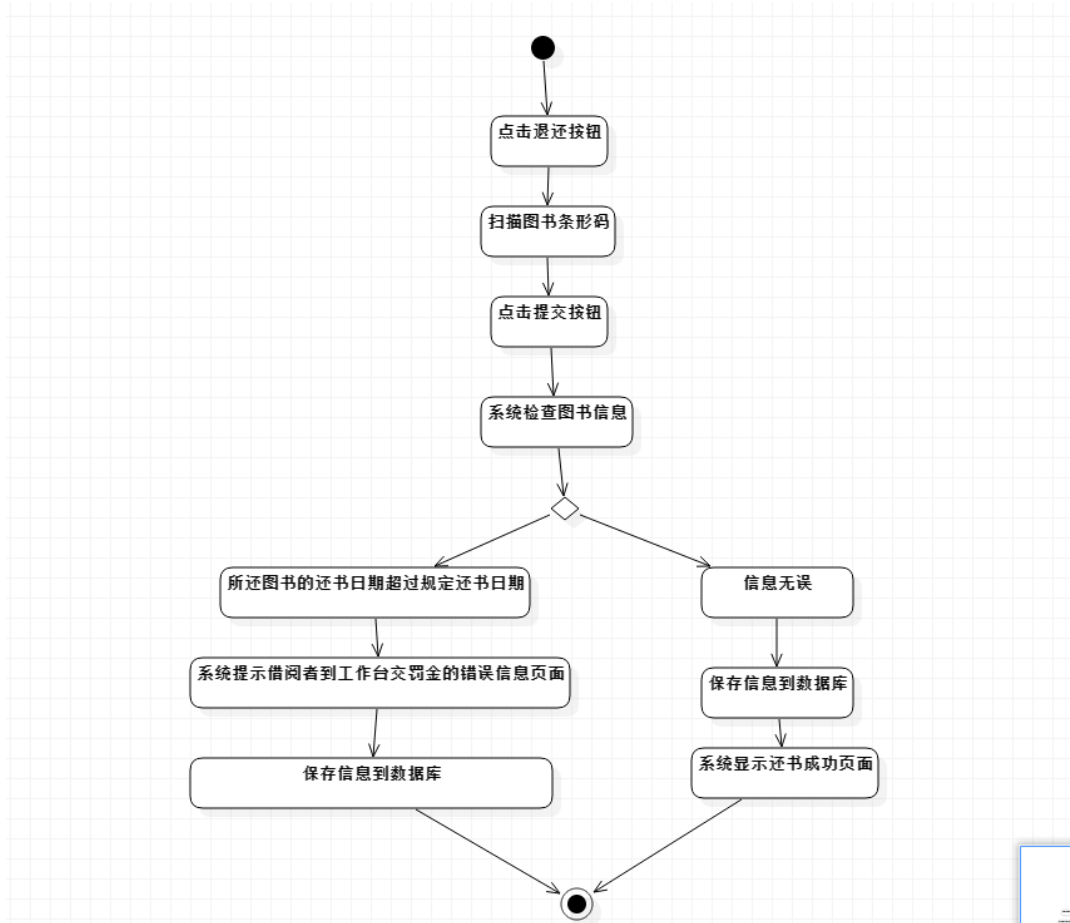 点击退还按钮
扫描图书条形码
点击提交按钮
系统检查图书信息
所还图书的还书日期超过规定还书日期
信息无误
系统提示借阅者到工作台交罚金的错误信息页面
保存信息到数据库
系统显示还书成功页面
保存信息到数据库